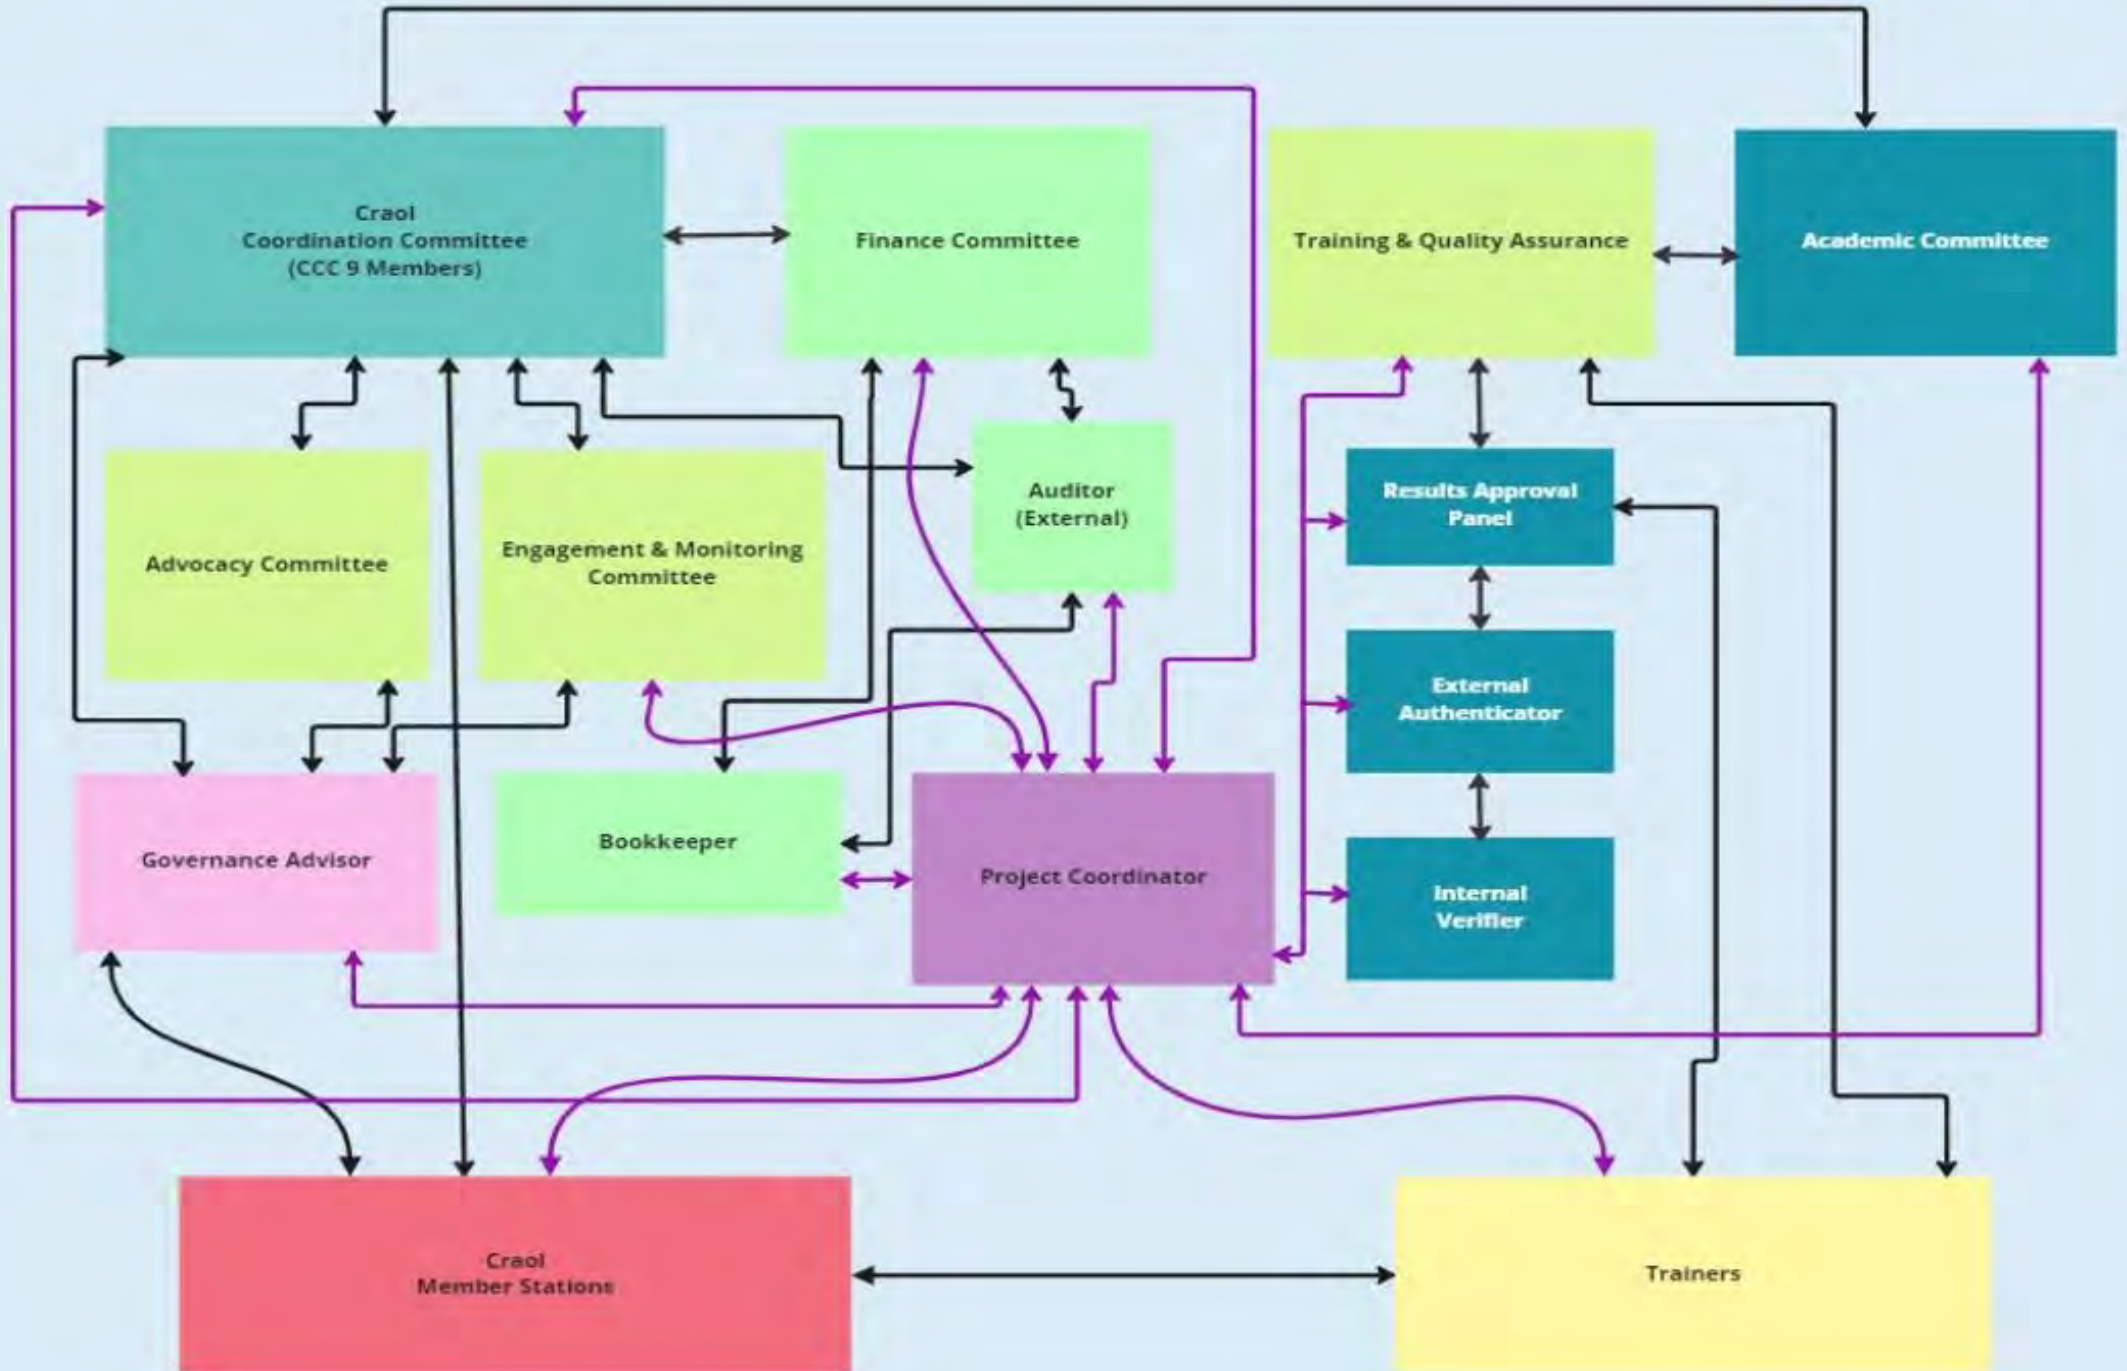 Craol
Coordination Committee
(CCC 9 Members)
Finance Committee
Training & Quality Assurance
Academic Committee
Advocacy Committee
Engagement & Monitoring
Committee
Auditor
(External)
Results Approval
Panel
External
Authenticator
Governance Advisor
Bookkeeper
Project Coordinator
Internal
Verifier
Craol
Member Stations
Trainers